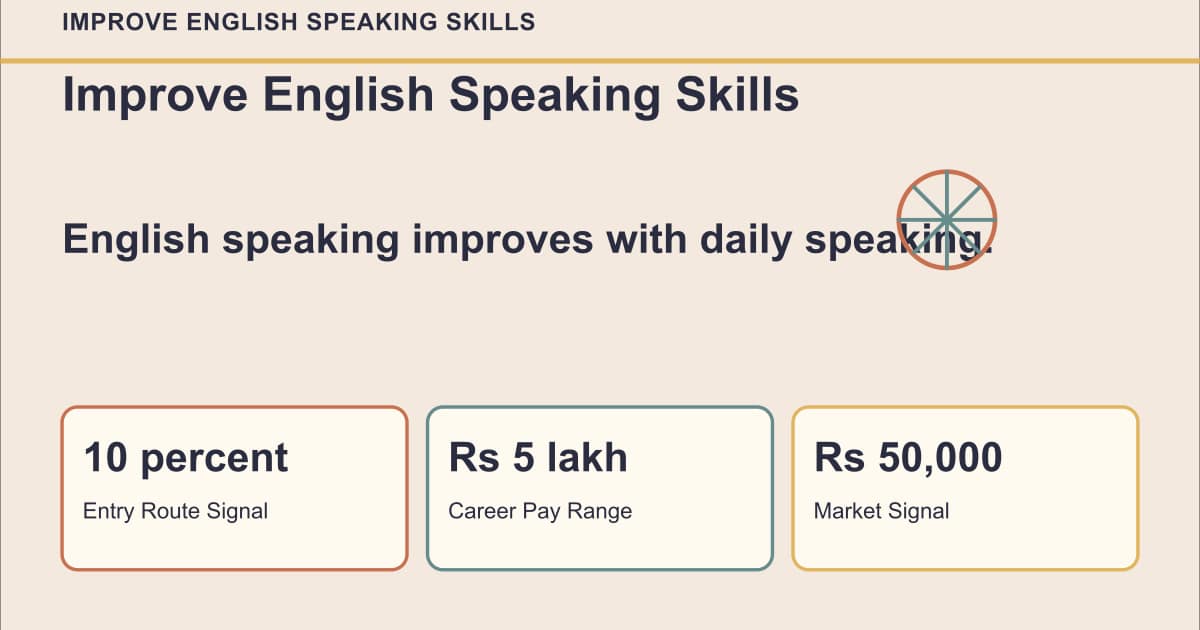 IMPROVE ENGLISH SPEAKING SKILLS
Improve English Speaking Skills
English speaking improves with daily speaking.
10 percent
Entry Route Signal
Rs 5 lakh
Career Pay Range
Rs 50,000
Market Signal